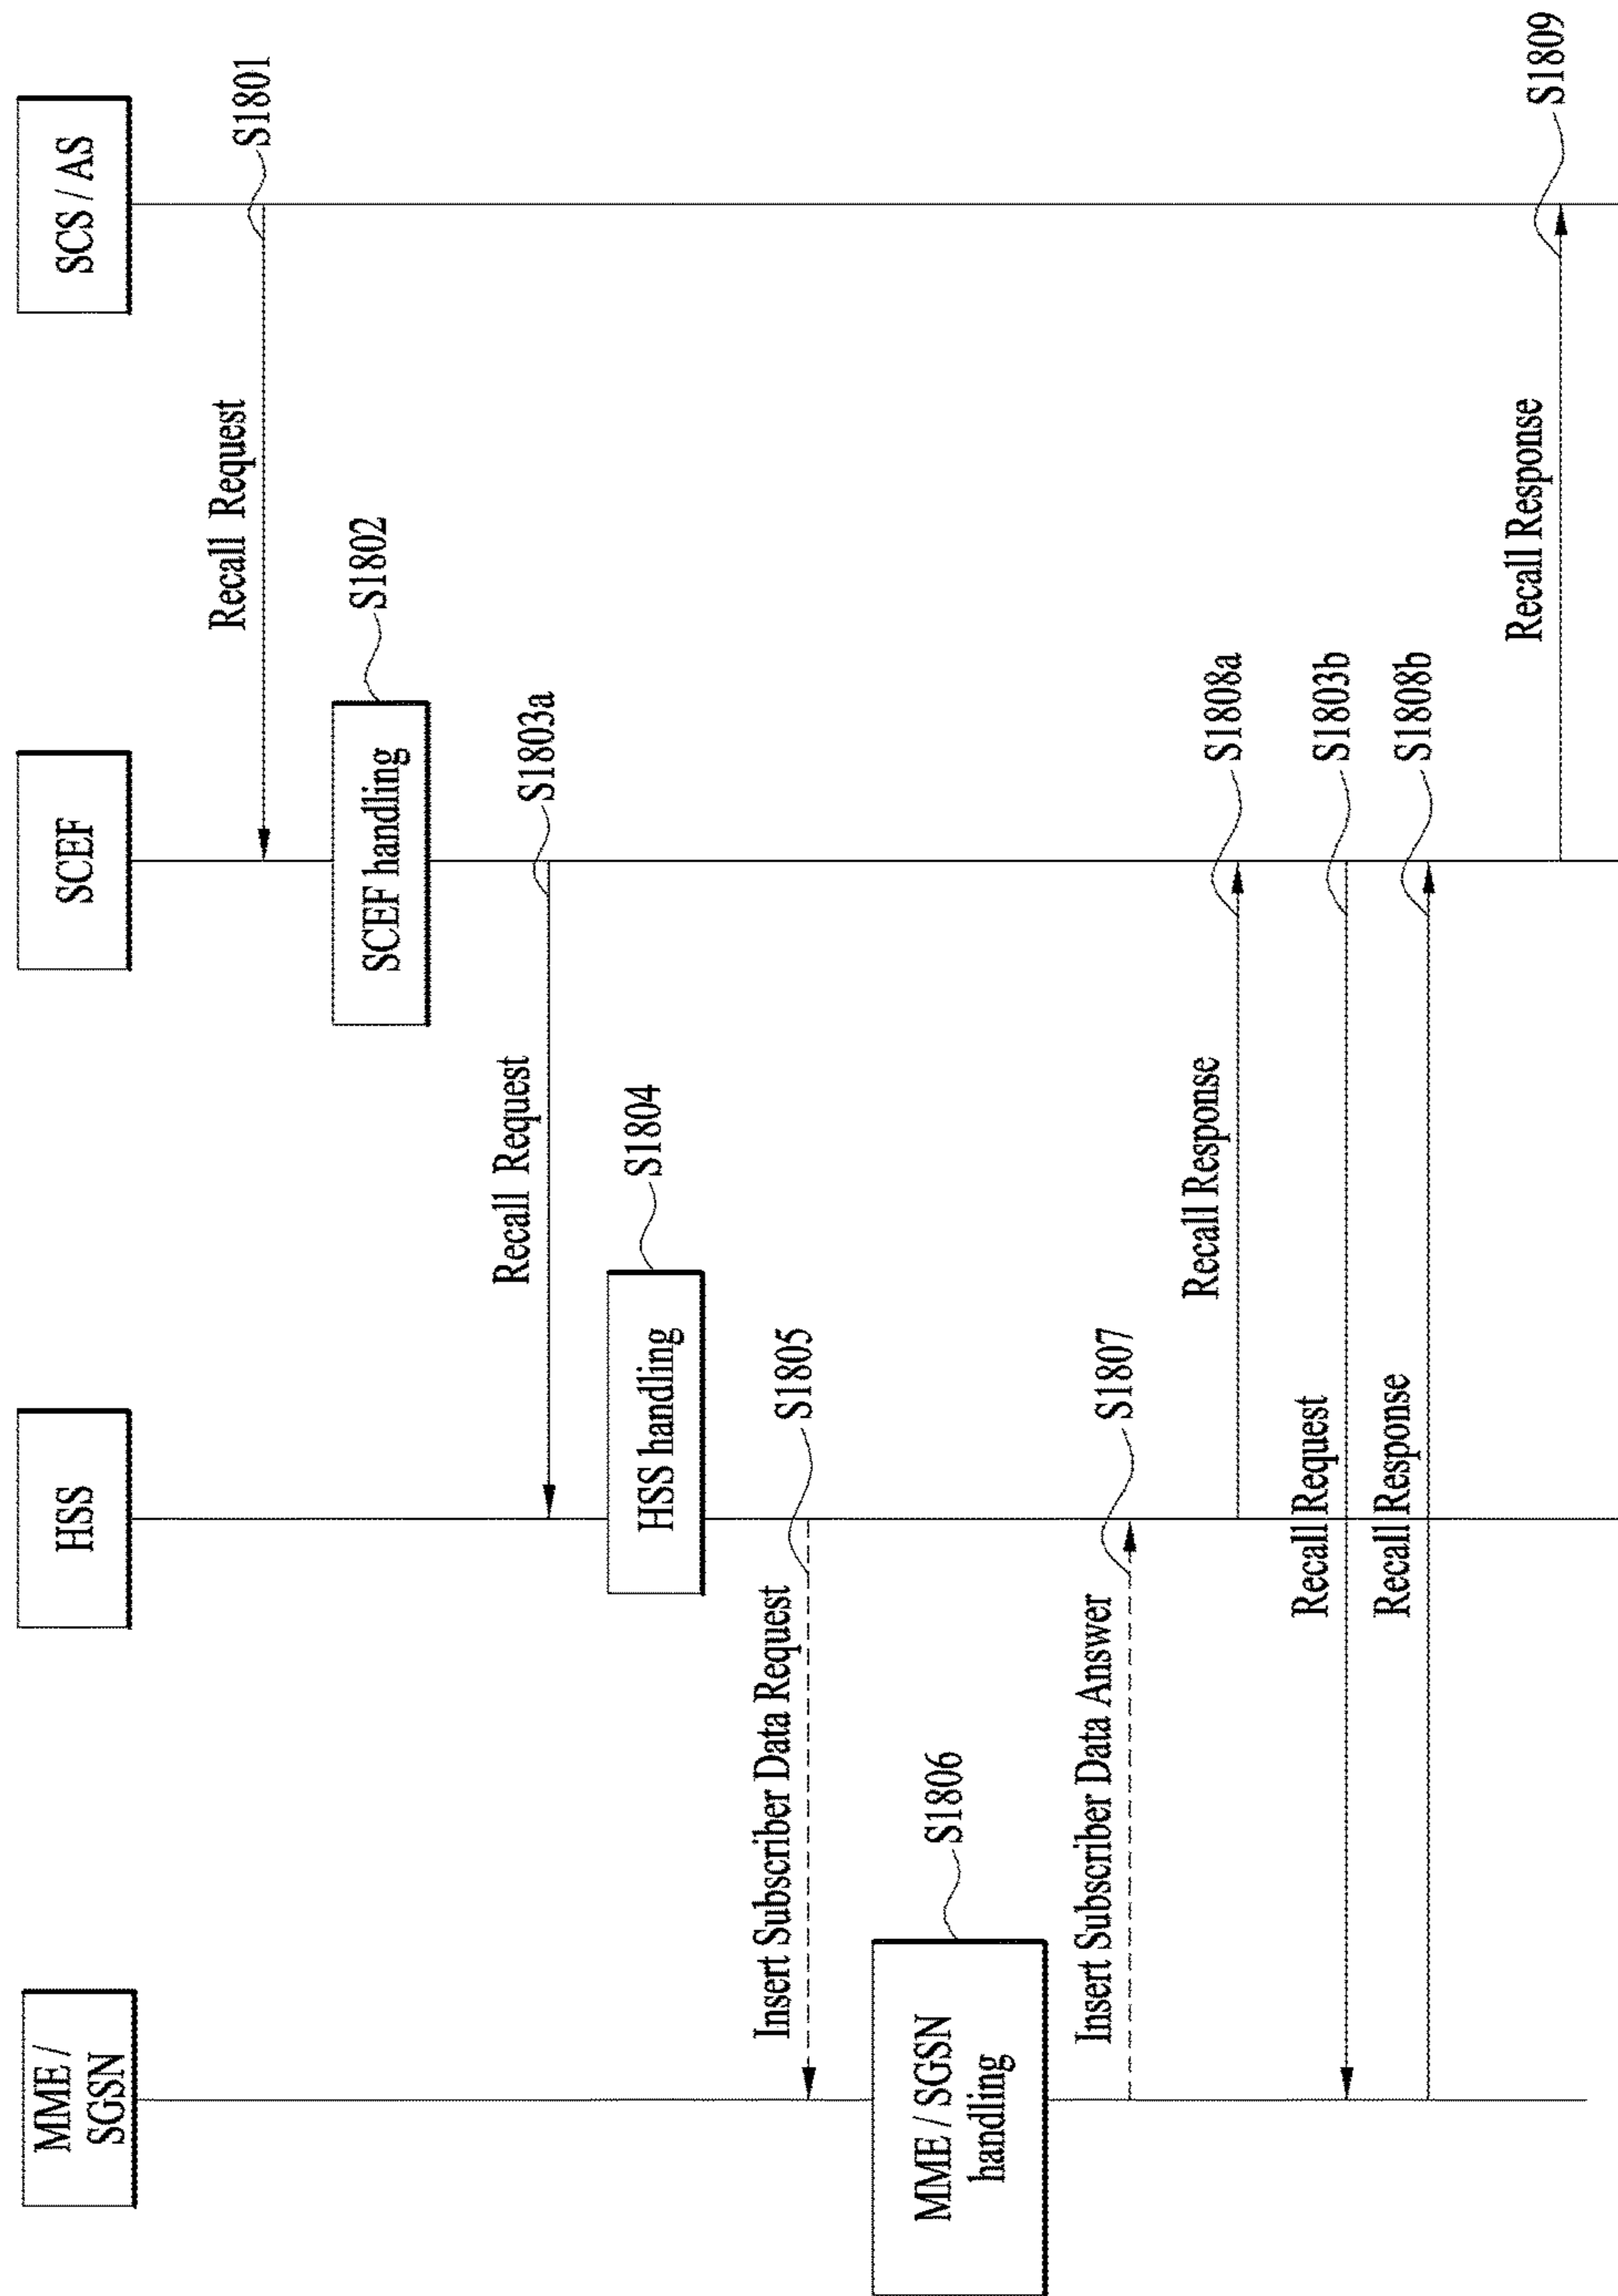 MME /
SGSN
HSS
SCEF
SCS / AS
Recall Request
S1801
SCEF handling
S1802
Recall Request
S1803a
HSS handling
S1804
Insert Subscriber Data Request
S1805
MME / SGSN
handling
S1806
Insert Subscriber Data Answer
S1807
Recall Response
S1808a
Recall Request
S1803b
Recall Response
S1808b
Recall Response
S1809